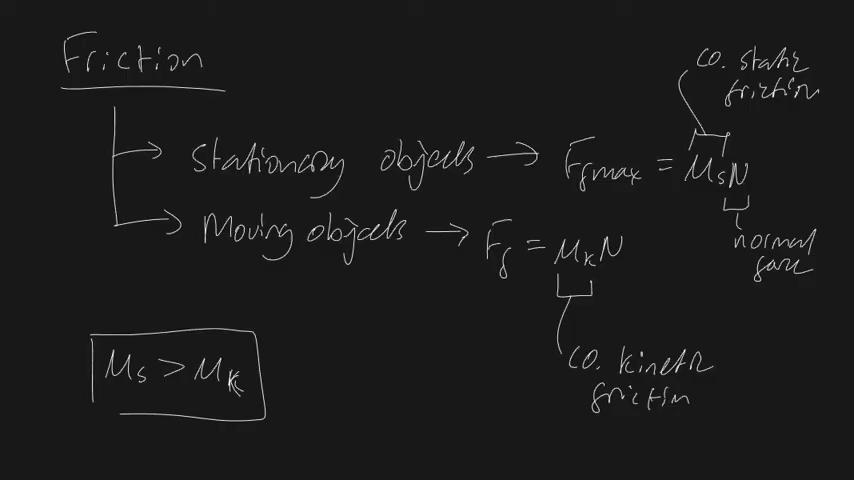 Friction
co. static
friction
Stationary objects → Ffmax = μsN
normal
force
Moving objects → Ff = μkN
co. kinetic
friction
μs > μk